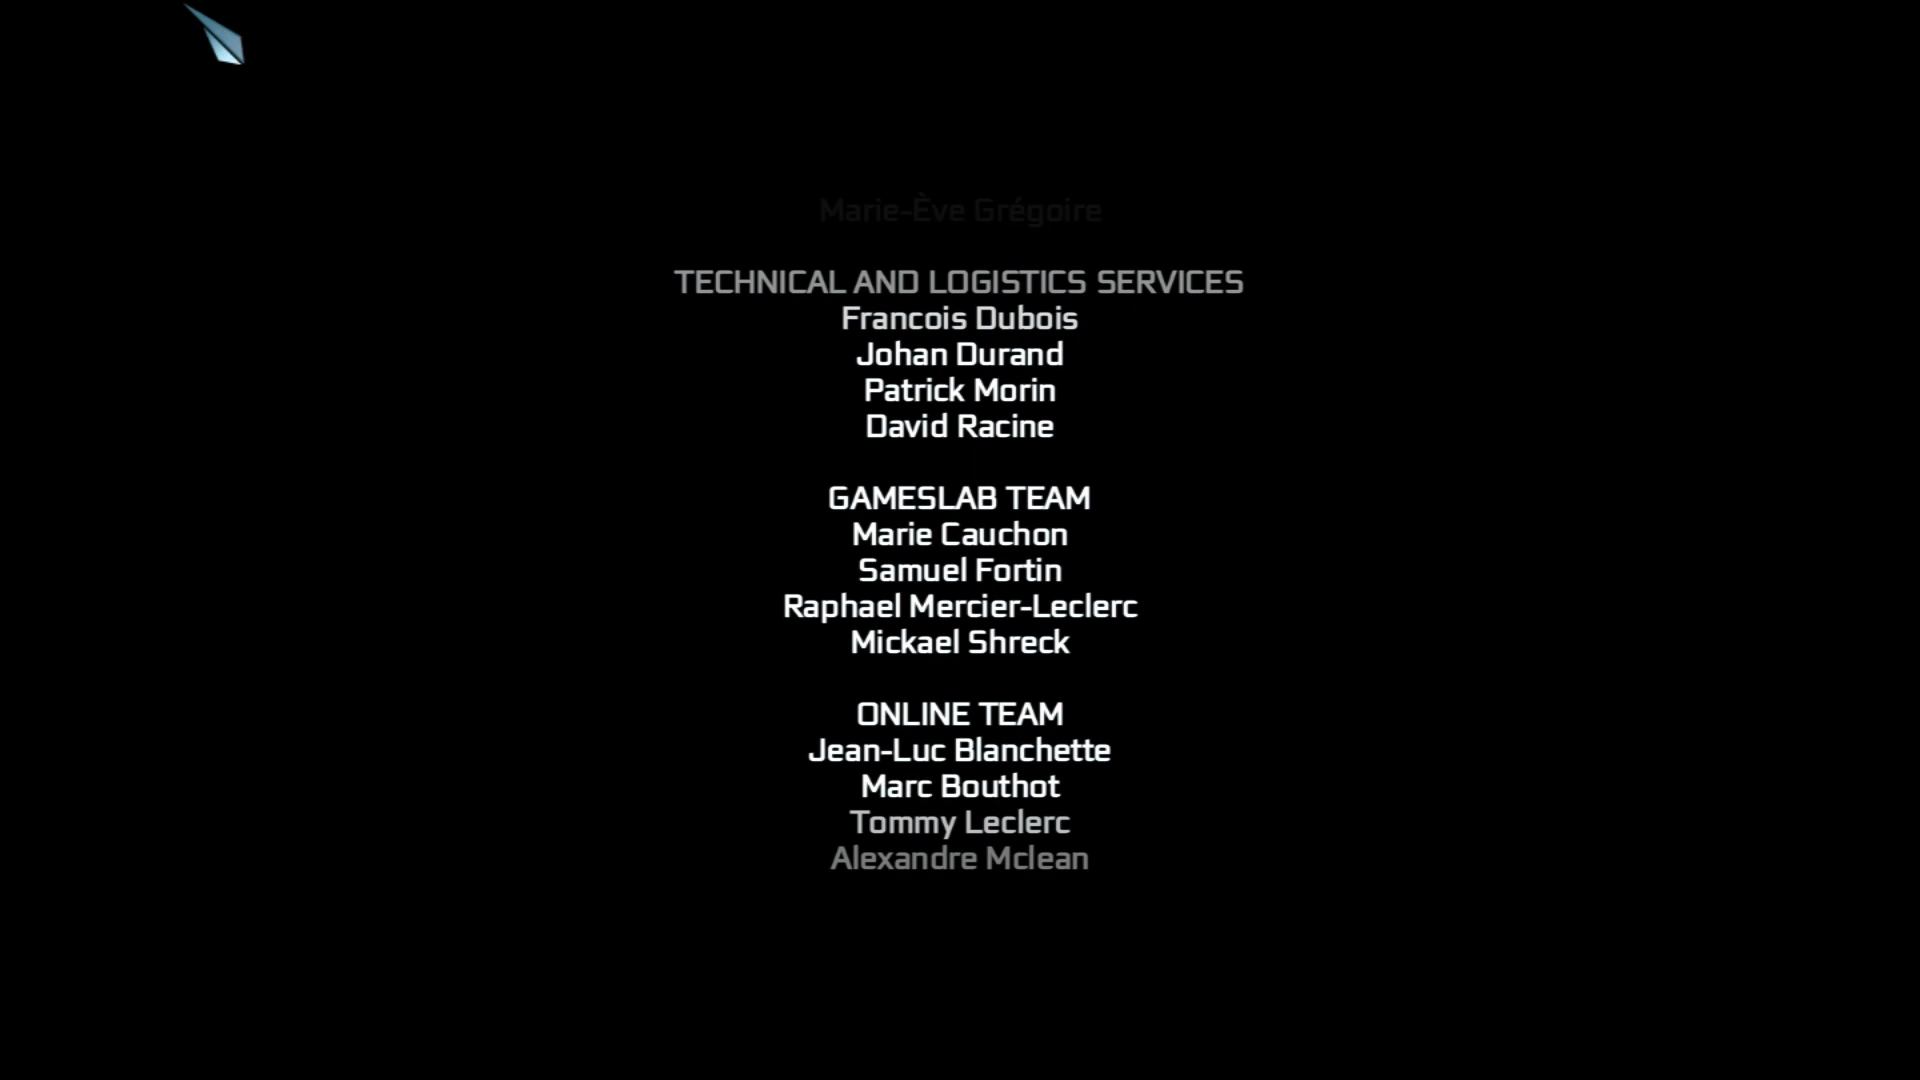 Marie-Ève Grégoire
TECHNICAL AND LOGISTICS SERVICES
Francois Dubois
Johan Durand
Patrick Morin
David Racine
GAMESLAB TEAM
Marie Cauchon
Samuel Fortin
Raphael Mercier-Leclerc
Mickael Shreck
ONLINE TEAM
Jean-Luc Blanchette
Marc Bouthot
Tommy Leclerc
Alexandre Mclean